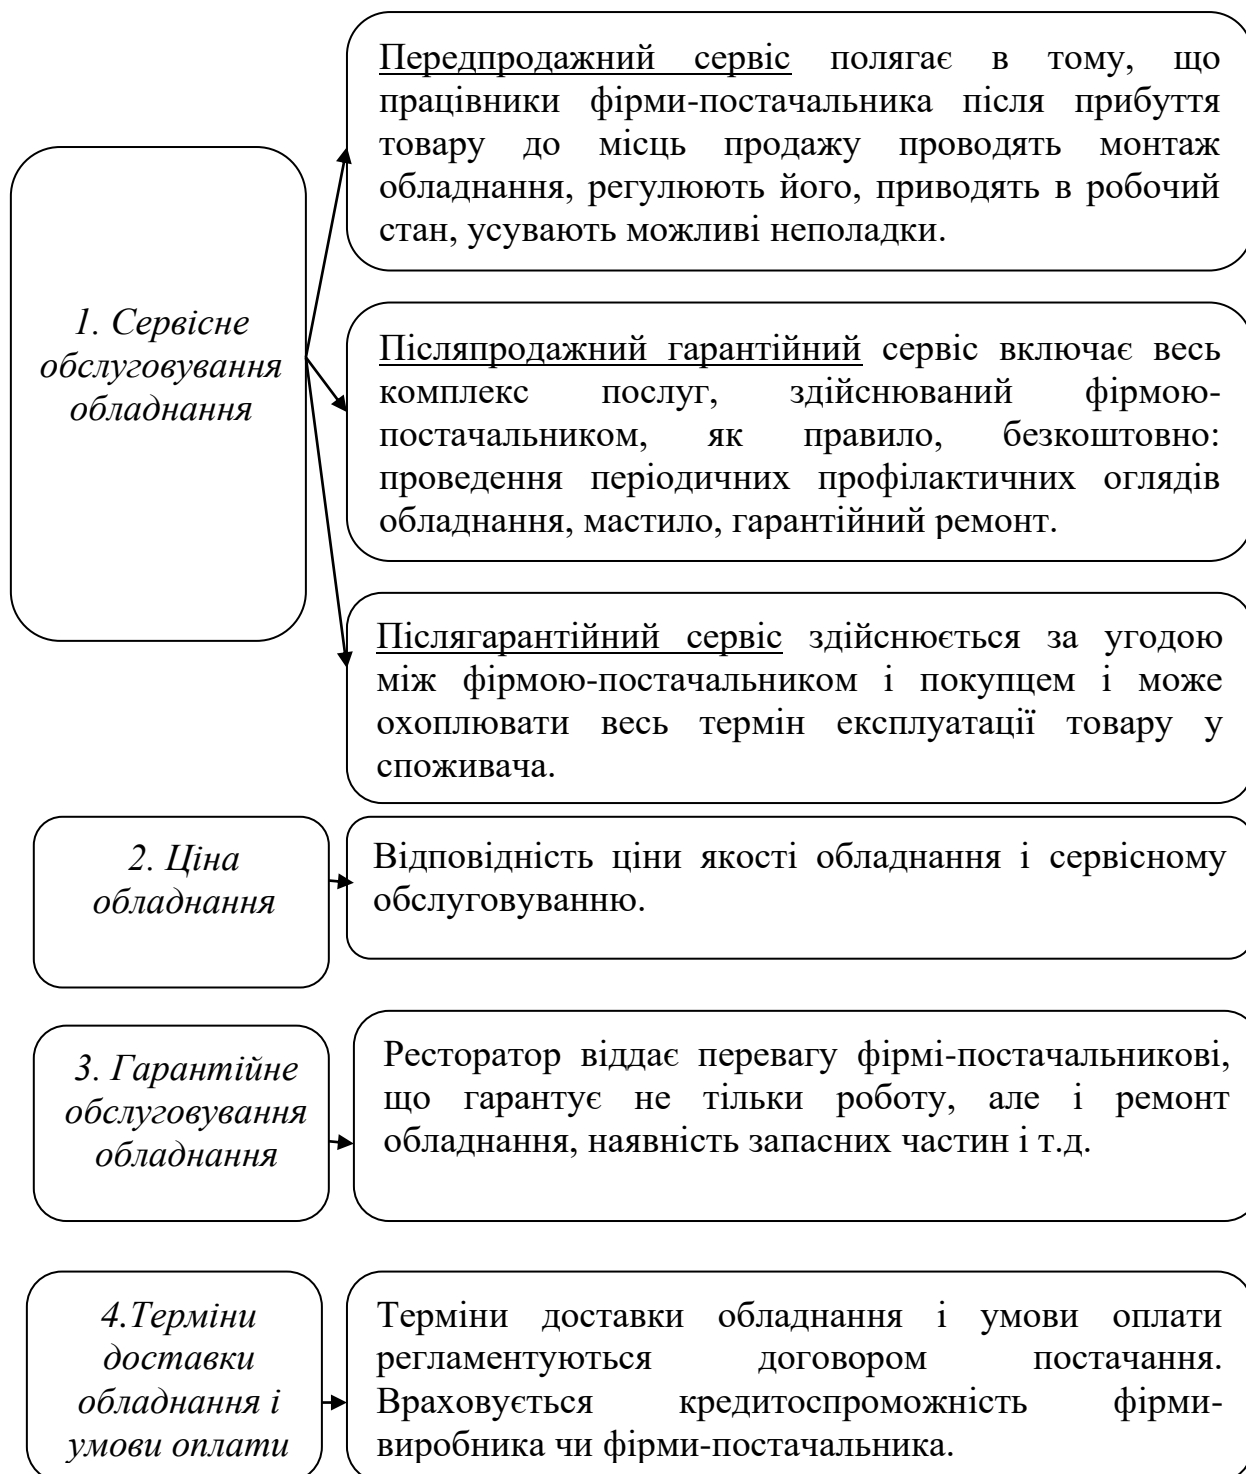 1. Сервісне
обслуговування
обладнання
Передпродажний сервіс полягає в тому, що
працівники фірми-постачальника після прибуття
товару до місць продажу проводять монтаж
обладнання, регулюють його, приводять в робочий
стан, усувають можливі неполадки.
Післяпродажний гарантійний сервіс включає весь
комплекс послуг, здійснюваний фірмою-
постачальником, як правило, безкоштовно:
проведення періодичних профілактичних оглядів
обладнання, мастило, гарантійний ремонт.
Післягарантійний сервіс здійснюється за угодою
між фірмою-постачальником і покупцем і може
охоплювати весь термін експлуатації товару у
споживача.
2. Ціна
обладнання
Відповідність ціни якості обладнання і сервісному
обслуговуванню.
3. Гарантійне
обслуговування
обладнання
Ресторатор віддає перевагу фірмі-постачальникові,
що гарантує не тільки роботу, але і ремонт
обладнання, наявність запасних частин і т.д.
4.Терміни
доставки
обладнання і
умови оплати
Терміни доставки обладнання і умови оплати
регламентуються договором постачання.
Враховується кредитоспроможність фірми-
виробника чи фірми-постачальника.